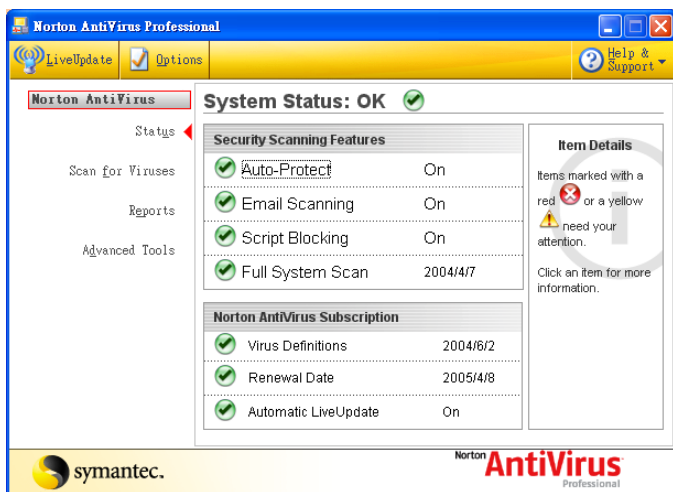 Norton AntiVirus Professional
LiveUpdate
Options
Help & Support
Norton AntiVirus
Status
Scan for Viruses
Reports
Advanced Tools
System Status: OK
Security Scanning Features
Auto-Protect On
Email Scanning On
Script Blocking On
Full System Scan 2004/4/7
Norton AntiVirus Subscription
Virus Definitions 2004/6/2
Renewal Date 2005/4/8
Automatic LiveUpdate On
Item Details
Items marked with a
red or a yellow
need your
attention.
Click an item for more
information.
symantec.
Norton AntiVirus
Professional